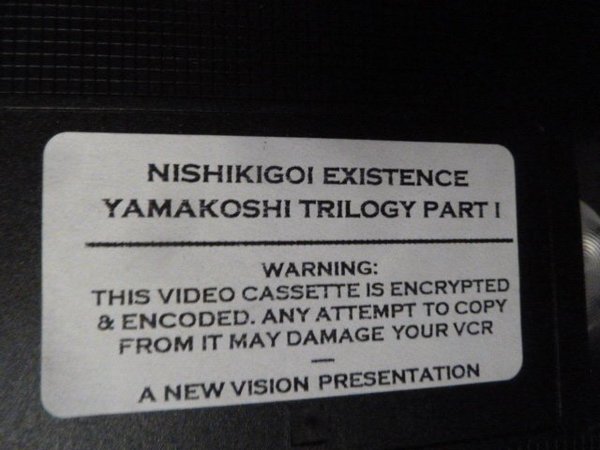 NISHIKIGOI EXISTENCE
YAMAKOSHI TRILOGY PART I
WARNING:
THIS VIDEO CASSETTE IS ENCRYPTED
& ENCODED. ANY ATTEMPT TO COPY
FROM IT MAY DAMAGE YOUR VCR
A NEW VISION PRESENTATION